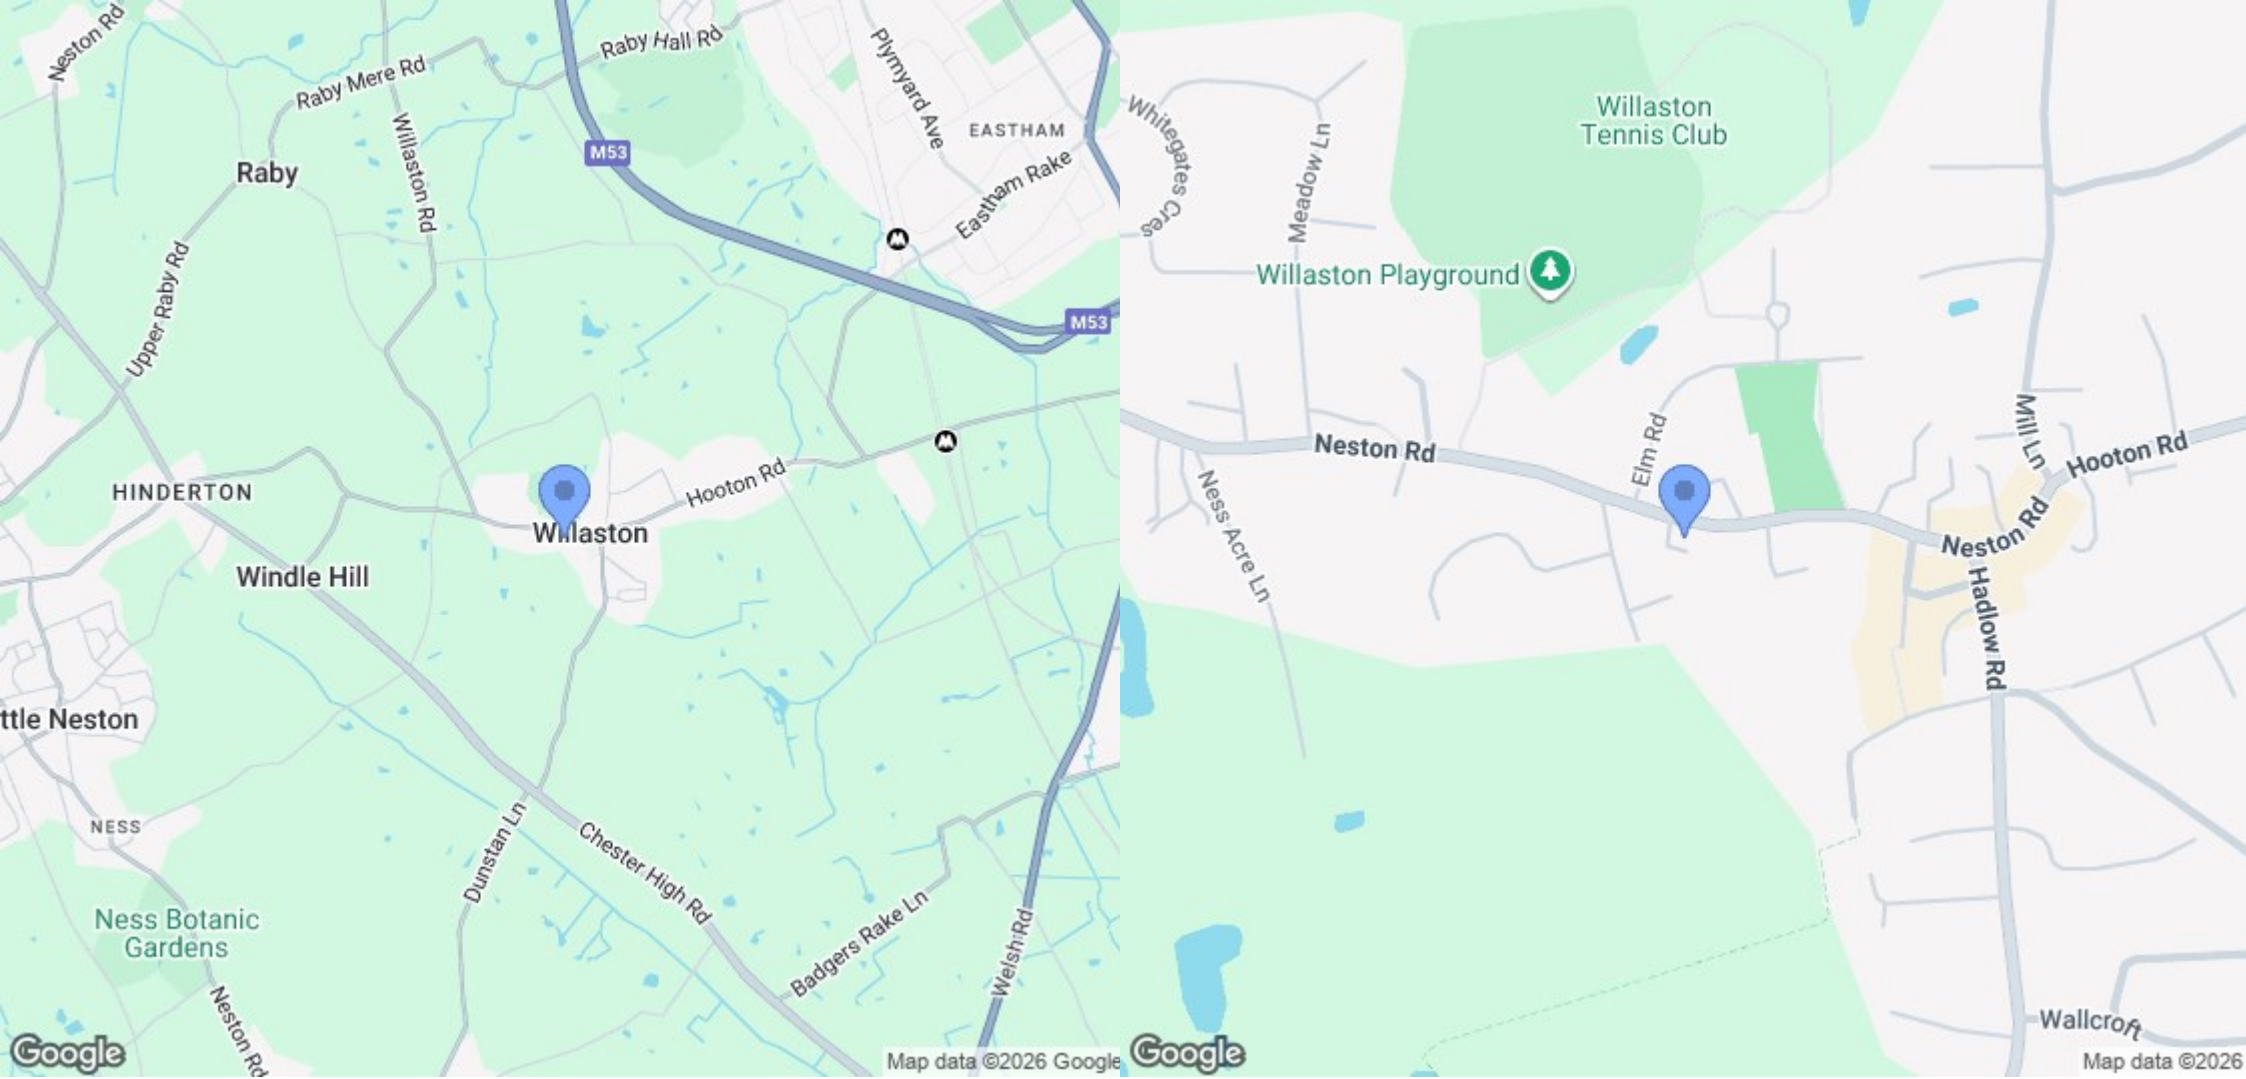 Neston Rd
Raby Mere Rd
Raby Hall Rd
Plymyard Ave
EASTHAM
Eastham Rake
M53
Willaston Rd
Raby
Upper Raby Rd
M53
HINDERTON
Hooton Rd
Willaston
Windle Hill
ttle Neston
NESS
Dunstan Ln
Chester High Rd
Badgers Rake Ln
Welsh Rd
Ness Botanic
Gardens
Neston Rd
Google
Map data ©2026 Google
Whitegates Cres
Meadow Ln
Willaston
Tennis Club
Willaston Playground
Neston Rd
Elm Rd
Mill Ln
Hooton Rd
Ness Acre Ln
Neston Rd
Hadlow Rd
Wallcroft
Google
Map data ©2026